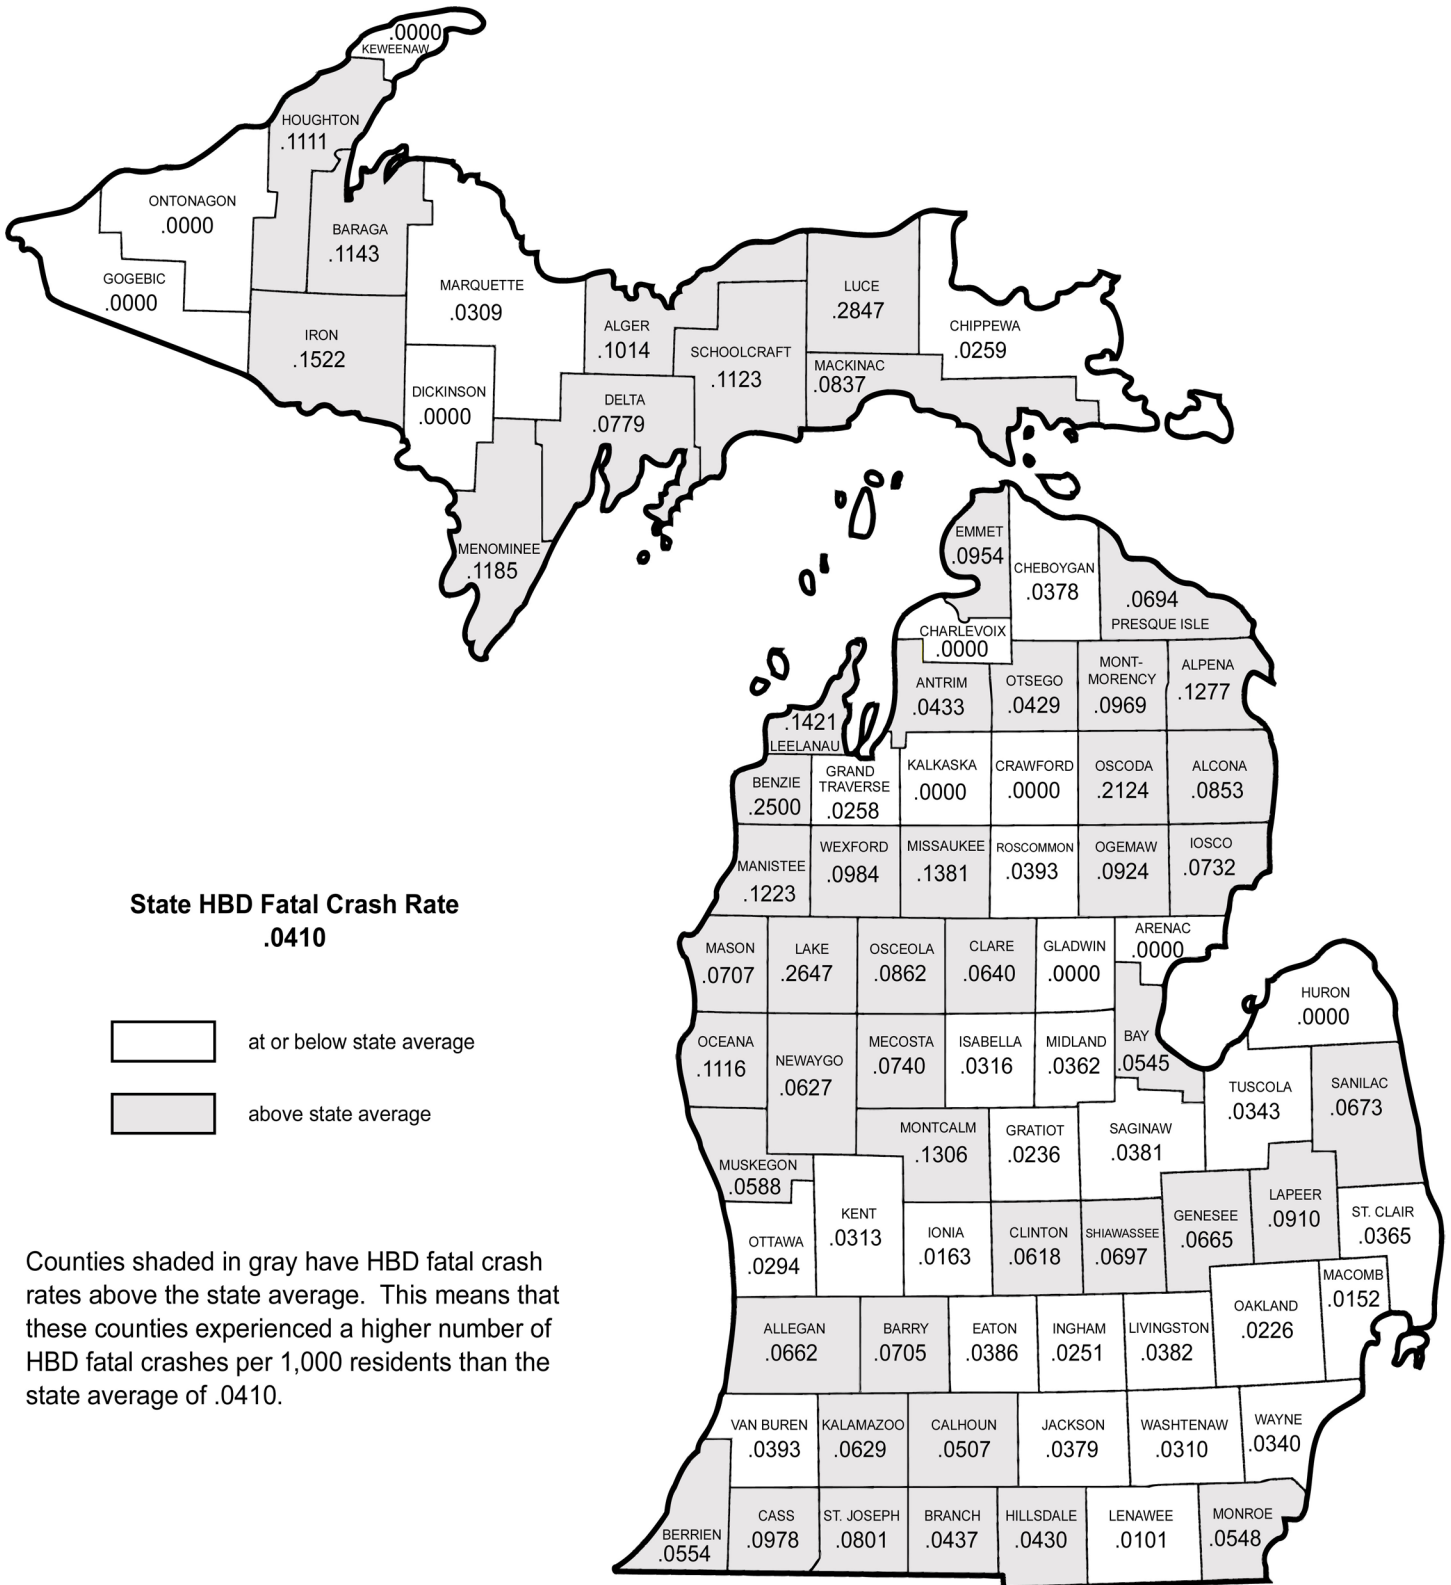 .0000
KEWEENAW
HOUGHTON
.1111
ONTONAGON
.0000
BARAGA
.1143
GOGEBIC
.0000
MARQUETTE
.0309
LUCE
.2847
IRON
.1522
ALGER
.1014
CHIPPEWA
.0259
SCHOOLCRAFT
.1123
MACKINAC
.0837
DICKINSON
.0000
DELTA
.0779
MENOMINEE
.1185
EMMET
.0954
CHEBOYGAN
.0378
.0694
PRESQUE ISLE
CHARLEVOIX
.0000
ANTRIM
.0433
OTSEGO
.0429
MONT-
MORENCY
.0969
ALPENA
.1277
.1421
LEELANAU
BENZIE
.2500
GRAND
TRAVERSE
.0258
KALKASKA
.0000
CRAWFORD
.0000
OSCODA
.2124
ALCONA
.0853
MANISTEE
.1223
WEXFORD
.0984
MISSAUKEE
.1381
ROSCOMMON
.0393
OGEMAW
.0924
IOSCO
.0732
State HBD Fatal Crash Rate
.0410
MASON
.0707
LAKE
.2647
OSCEOLA
.0862
CLARE
.0640
GLADWIN
.0000
ARENAC
.0000
HURON
.0000
at or below state average
above state average
OCEANA
.1116
NEWAYGO
.0627
MECOSTA
.0740
ISABELLA
.0316
MIDLAND
.0362
BAY
.0545
TUSCOLA
.0343
SANILAC
.0673
MUSKEGON
.0588
MONTCALM
.1306
GRATIOT
.0236
SAGINAW
.0381
OTTAWA
.0294
KENT
.0313
IONIA
.0163
CLINTON
.0618
SHIAWASSEE
.0697
GENESEE
.0665
LAPEER
.0910
ST. CLAIR
.0365
Counties shaded in gray have HBD fatal crash
rates above the state average. This means that
these counties experienced a higher number of
HBD fatal crashes per 1,000 residents than the
state average of .0410.
ALLEGAN
.0662
BARRY
.0705
EATON
.0386
INGHAM
.0251
LIVINGSTON
.0382
OAKLAND
.0226
MACOMB
.0152
VAN BUREN
.0393
KALAMAZOO
.0629
CALHOUN
.0507
JACKSON
.0379
WASHTENAW
.0310
WAYNE
.0340
BERRIEN
.0554
CASS
.0978
ST. JOSEPH
.0801
BRANCH
.0437
HILLSDALE
.0430
LENAWEE
.0101
MONROE
.0548